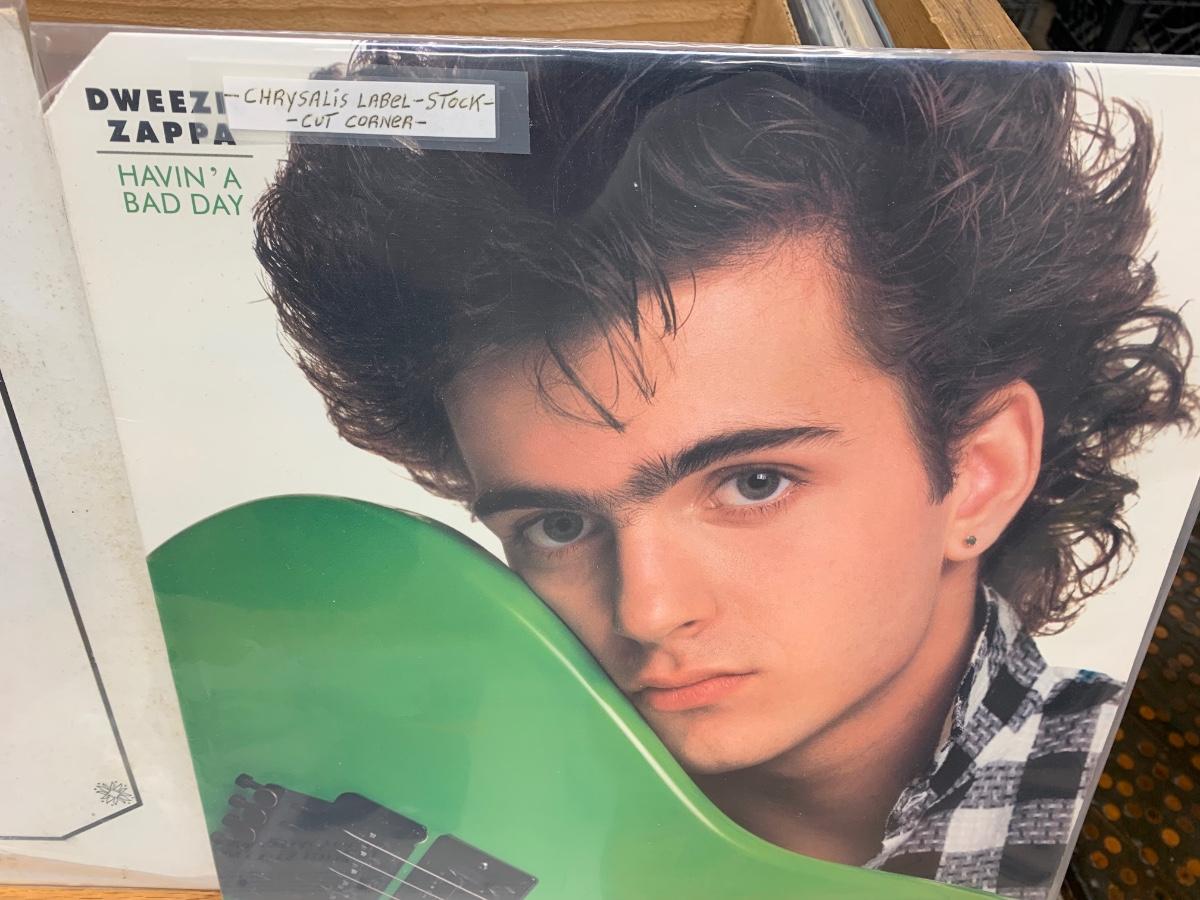 DWEEZI
ZAPPA
HAVIN' A
BAD DAY
-CHRYSALiS LABEL-STOCK-
-CUT CORNER-